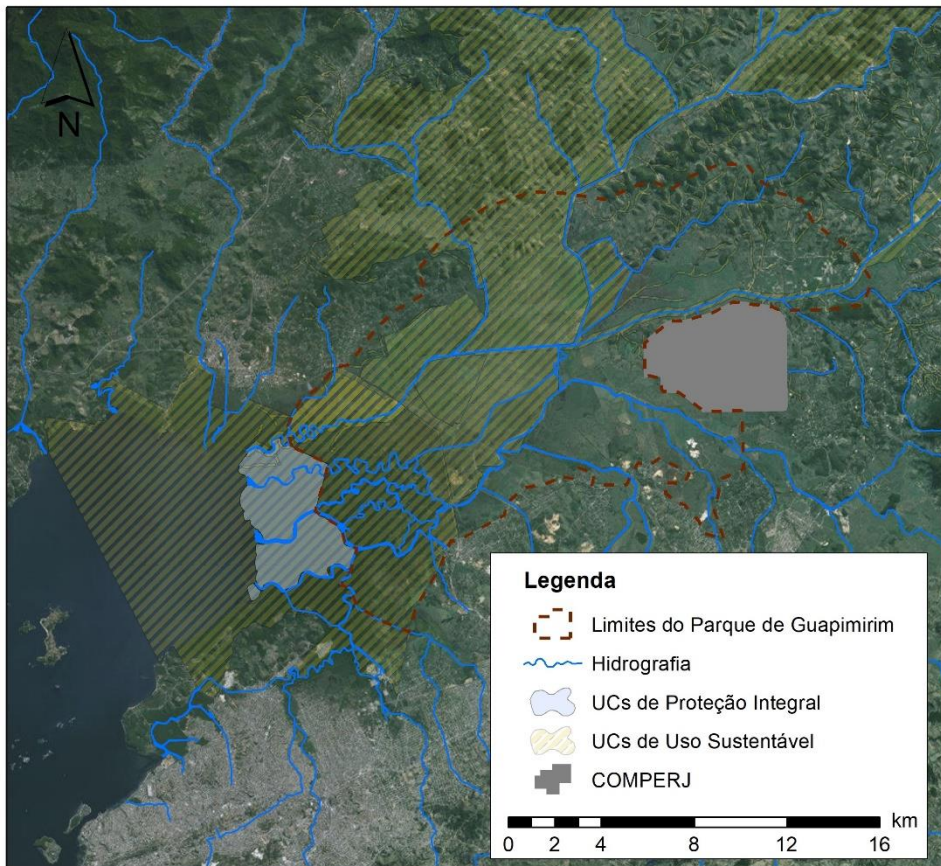 N
Legenda
Limites do Parque de Guapimirim
Hidrografia
UCs de Proteção Integral
UCs de Uso Sustentável
COMPERJ
km
0 2 4 8 12 16